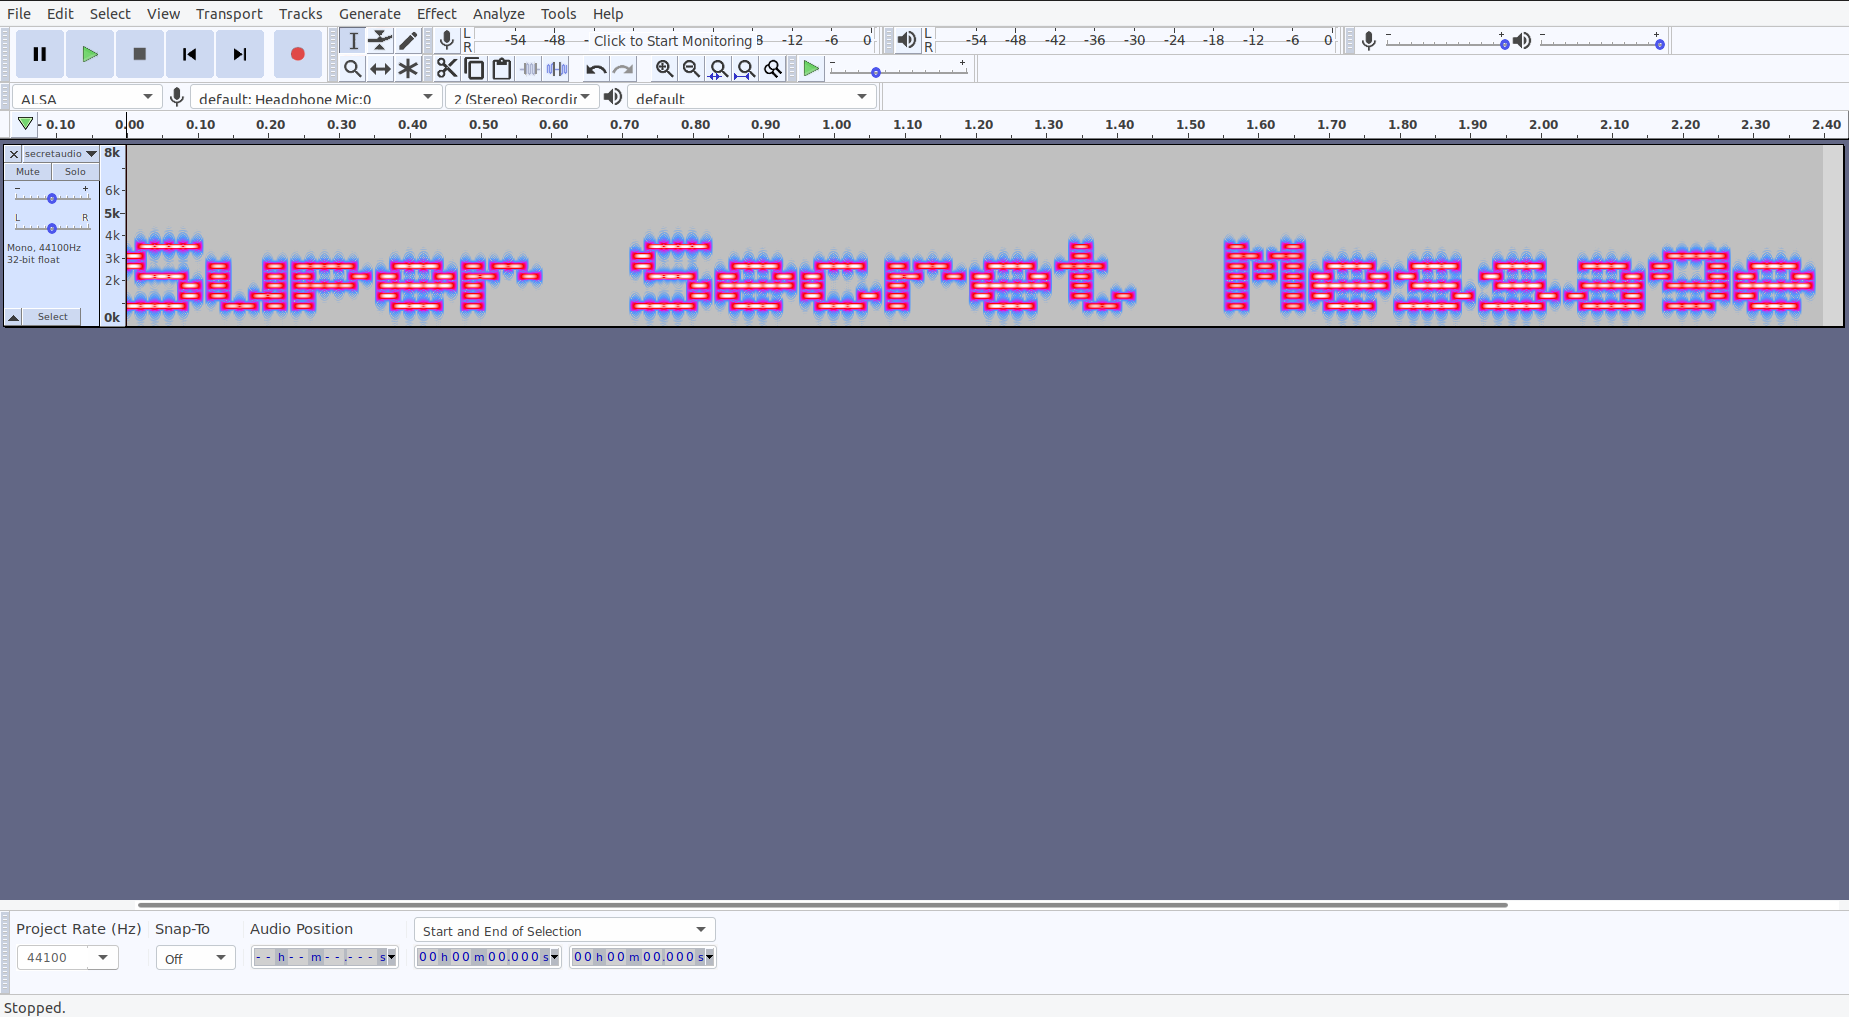 File Edit Select View Transport Tracks Generate Effect Analyze Tools Help
L R -54 -48 - Click to Start Monitoring 8 -12 -6 0 L R -54 -48 -42 -36 -30 -24 -18 -12 -6 0 - + - +
- +
ALSA default: Headphone Mic:0 2 (Stereo) Recordir default
- 0.10 0.00 0.10 0.20 0.30 0.40 0.50 0.60 0.70 0.80 0.90 1.00 1.10 1.20 1.30 1.40 1.50 1.60 1.70 1.80 1.90 2.00 2.10 2.20 2.30 2.40
secretaudio
Mute Solo
- +
L R
Mono, 44100Hz
32-bit float
Select
8k
6k
5k
4k
3k
2k
0k
Super Secret Message
Project Rate (Hz) Snap-To Audio Position Start and End of Selection
44100 Off - - h - - m - - . - - - s 00 h 00 m 00.000 s 00 h 00 m 00.000 s
Stopped.